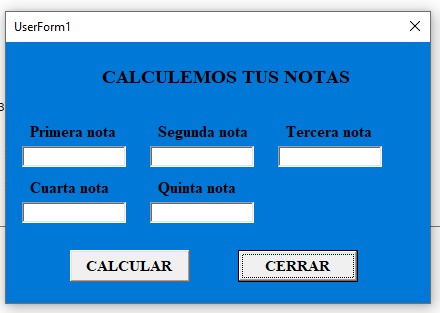 UserForm1
CALCULEMOS TUS NOTAS
Primera nota Segunda nota Tercera nota
Cuarta nota Quinta nota
CALCULAR CERRAR